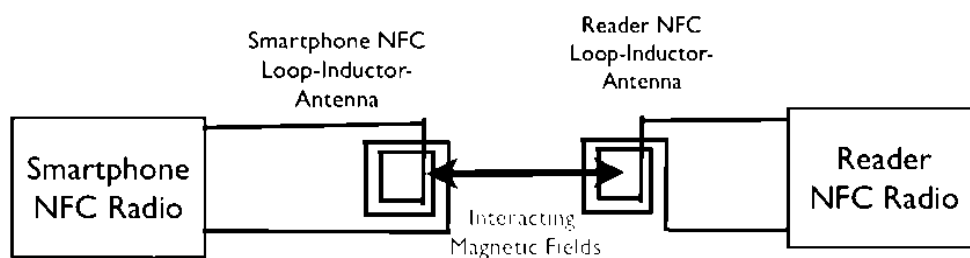 Smartphone NFC
Loop-Inductor-
Antenna
Reader NFC
Loop-Inductor-
Antenna
Smartphone
NFC Radio
Reader
NFC Radio
Interacting
Magnetic Fields